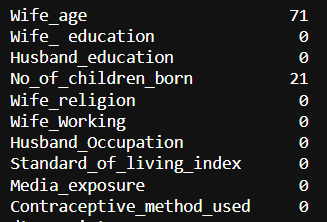 Wife_age 71
Wife_ education 0
Husband_education 0
No_of_children_born 21
Wife_religion 0
Wife_Working 0
Husband_Occupation 0
Standard_of_living_index 0
Media_exposure 0
Contraceptive_method_used 0